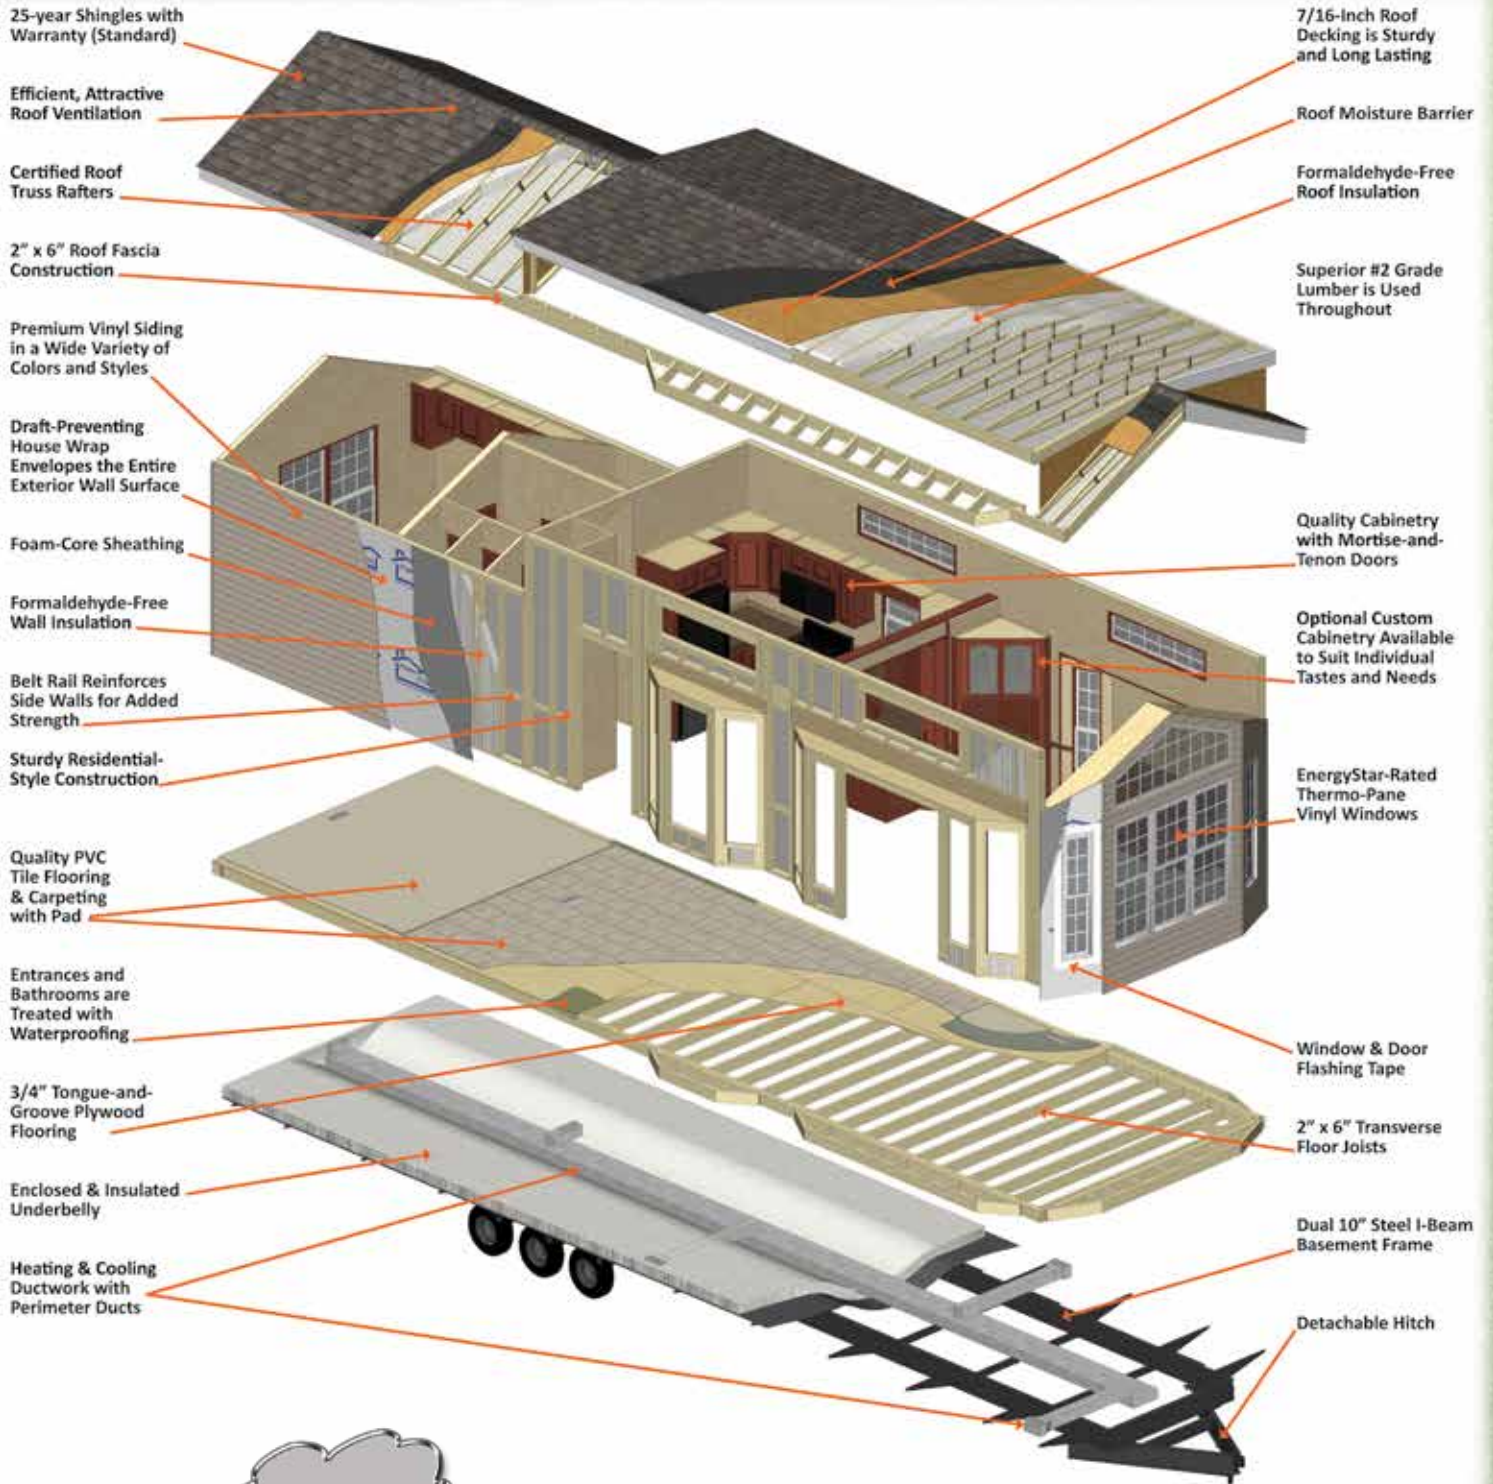 25-year Shingles with
Warranty (Standard)
Efficient, Attractive
Roof Ventilation
Certified Roof
Truss Rafters
2" x 6" Roof Fascia
Construction
Premium Vinyl Siding
in a Wide Variety of
Colors and Styles
Draft-Preventing
House Wrap
Envelopes the Entire
Exterior Wall Surface
Foam-Core Sheathing
Formaldehyde-Free
Wall Insulation
Belt Rail Reinforces
Side Walls for Added
Strength
Sturdy Residential-
Style Construction
Quality PVC
Tile Flooring
& Carpeting
with Pad
Entrances and
Bathrooms are
Treated with
Waterproofing
3/4" Tongue-and-
Groove Plywood
Flooring
Enclosed & Insulated
Underbelly
Heating & Cooling
Ductwork with
Perimeter Ducts
7/16-Inch Roof
Decking is Sturdy
and Long Lasting
Roof Moisture Barrier
Formaldehyde-Free
Roof Insulation
Superior #2 Grade
Lumber is Used
Throughout
Quality Cabinetry
with Mortise-and-
Tenon Doors
Optional Custom
Cabinetry Available
to Suit Individual
Tastes and Needs
EnergyStar-Rated
Thermo-Pane
Vinyl Windows
Window & Door
Flashing Tape
2" x 6" Transverse
Floor Joists
Dual 10" Steel I-Beam
Basement Frame
Detachable Hitch